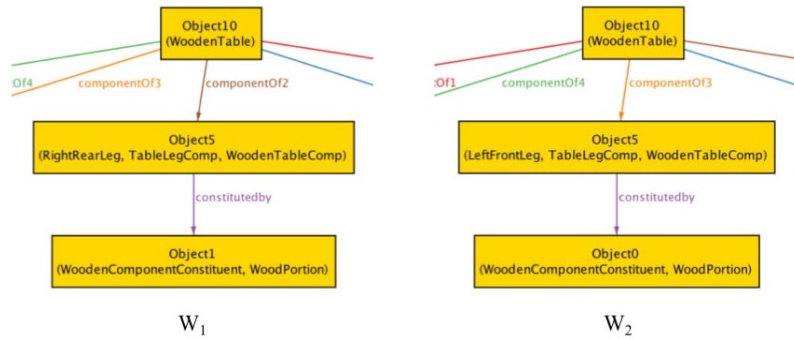 Object10
(WoodenTable)
Of4
componentOf3
componentOf2
Object5
(RightRearLeg, TableLegComp, WoodenTableComp)
constitutedby
Object1
(WoodenComponentConstituent, WoodPortion)
W1
Object10
(WoodenTable)
tOf1
componentOf4
componentOf3
Object5
(LeftFrontLeg, TableLegComp, WoodenTableComp)
constitutedby
Object0
(WoodenComponentConstituent, WoodPortion)
W2